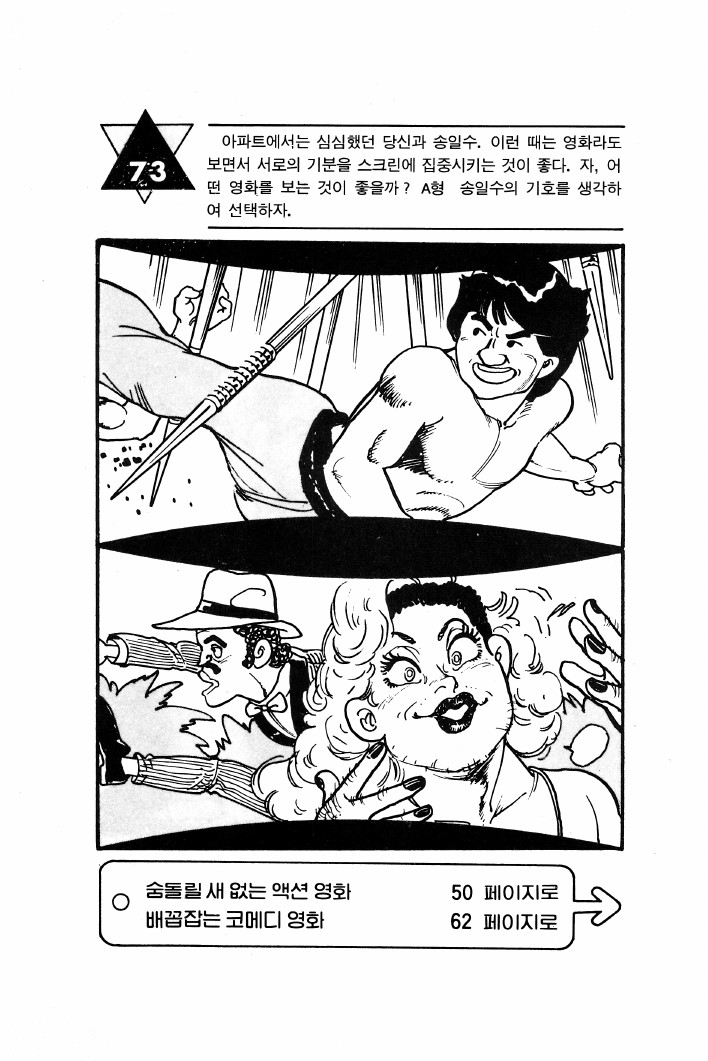 73
아파트에서는 심심했던 당신과 송일수. 이런 때는 영화라도
보면서 서로의 기분을 스크린에 집중시키는 것이 좋다. 자, 어
떤 영화를 보는 것이 좋을까? A형 송일수의 기호를 생각하
여 선택하자.
숨돌릴 새 없는 액션 영화 50 페이지로
배꼽잡는 코메디 영화 62 페이지로